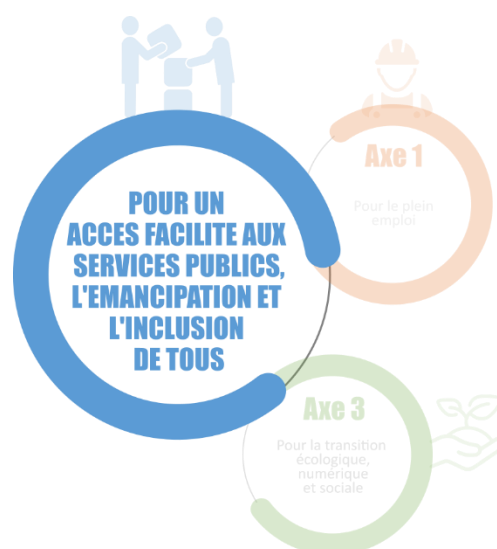 POUR UN
ACCES FACILITE AUX
SERVICES PUBLICS,
L'EMANCIPATION ET
L'INCLUSION
DE TOUS
Axe 1
Pour le plein
emploi
Axe 3
Pour la transition
écologique,
numérique
et sociale